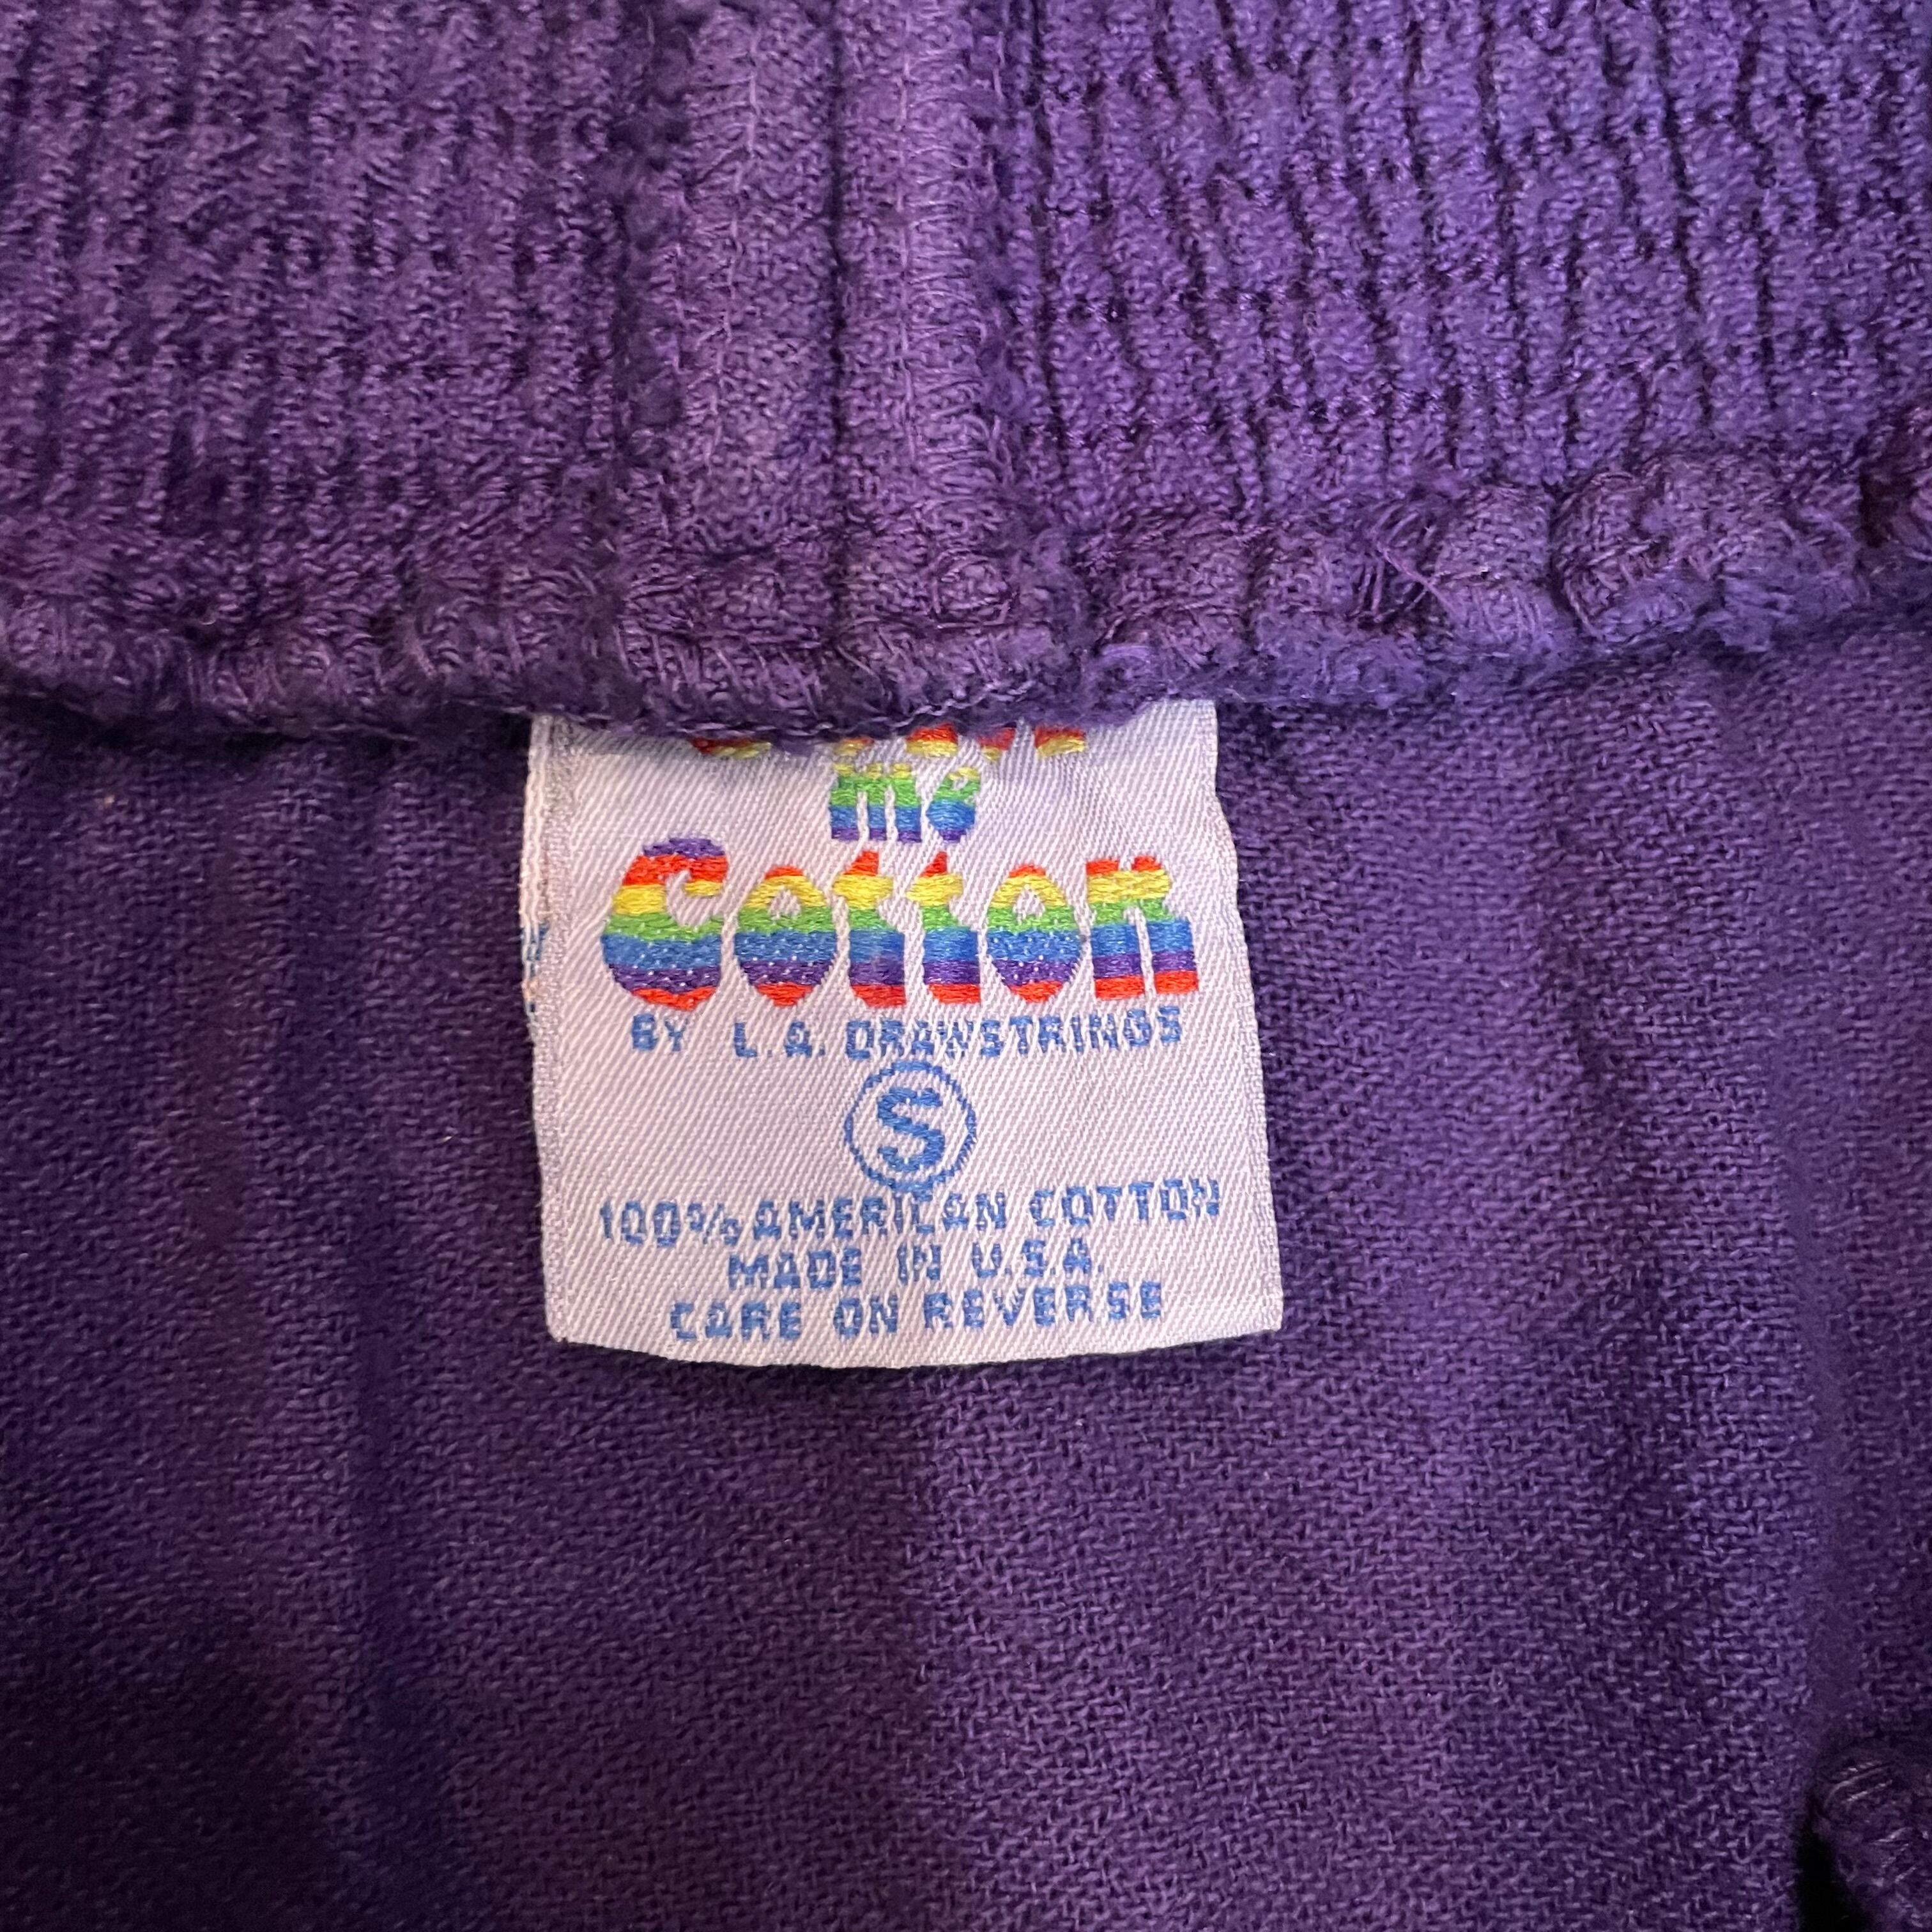 me
Cotton
BY L.A. DRAWSTRINGS
S
100% AMERICAN COTTON
MADE IN U.S.A.
CARE ON REVERSE